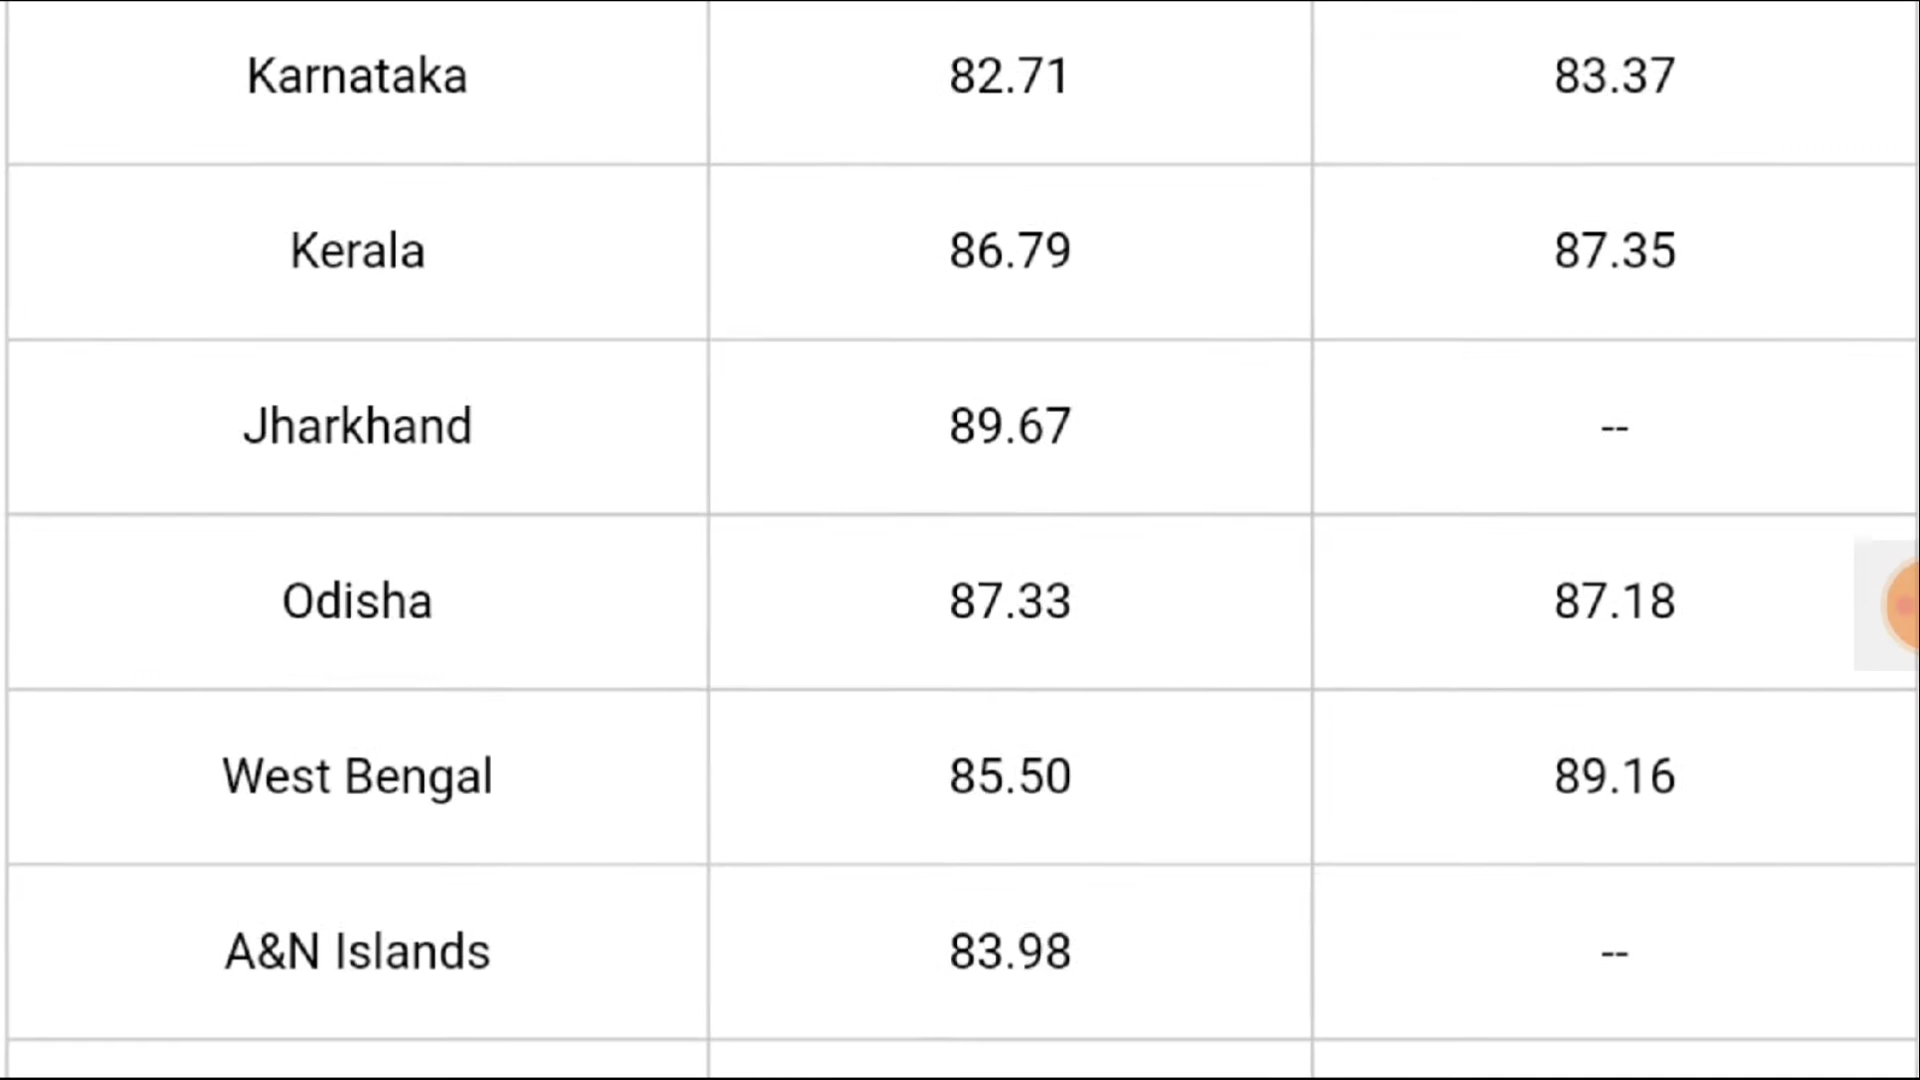 Karnataka 82.71 83.37
Kerala 86.79 87.35
Jharkhand 89.67 --
Odisha 87.33 87.18
West Bengal 85.50 89.16
A&N Islands 83.98 --